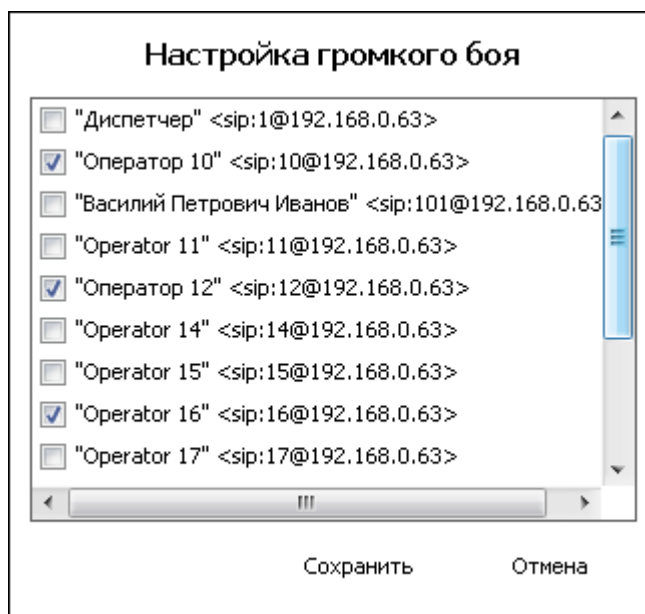 Настройка громкого боя
"Диспетчер" <sip:1@192.168.0.63>
"Оператор 10" <sip:10@192.168.0.63>
"Василий Петрович Иванов" <sip:101@192.168.0.63
"Operator 11" <sip:11@192.168.0.63>
"Оператор 12" <sip:12@192.168.0.63>
"Operator 14" <sip:14@192.168.0.63>
"Operator 15" <sip:15@192.168.0.63>
"Operator 16" <sip:16@192.168.0.63>
"Operator 17" <sip:17@192.168.0.63>
Сохранить Отмена